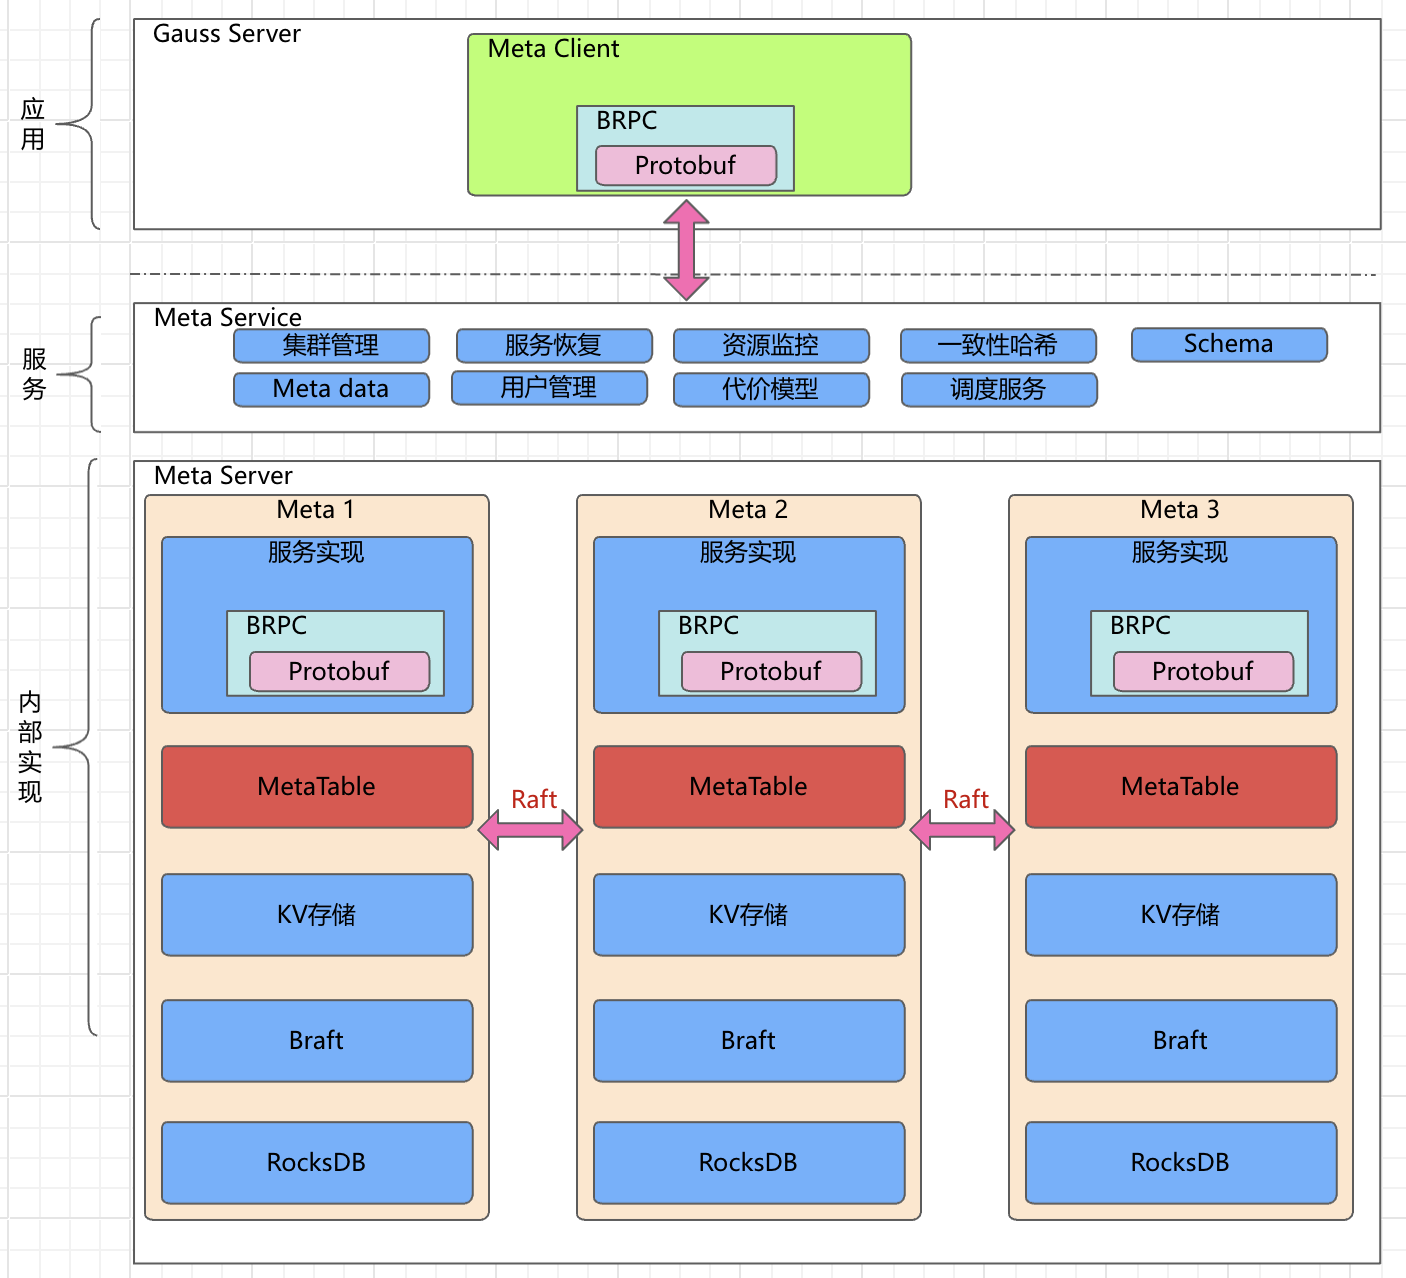 Gauss Server
Meta Client
应用
BRPC
Protobuf
Meta Service
服务
集群管理
服务恢复
资源监控
一致性哈希
Schema
Meta data
用户管理
代价模型
调度服务
Meta Server
内部实现
Meta 1
服务实现
BRPC
Protobuf
MetaTable
KV存储
Braft
RocksDB
Raft
Meta 2
服务实现
BRPC
Protobuf
MetaTable
KV存储
Braft
RocksDB
Raft
Meta 3
服务实现
BRPC
Protobuf
MetaTable
KV存储
Braft
RocksDB